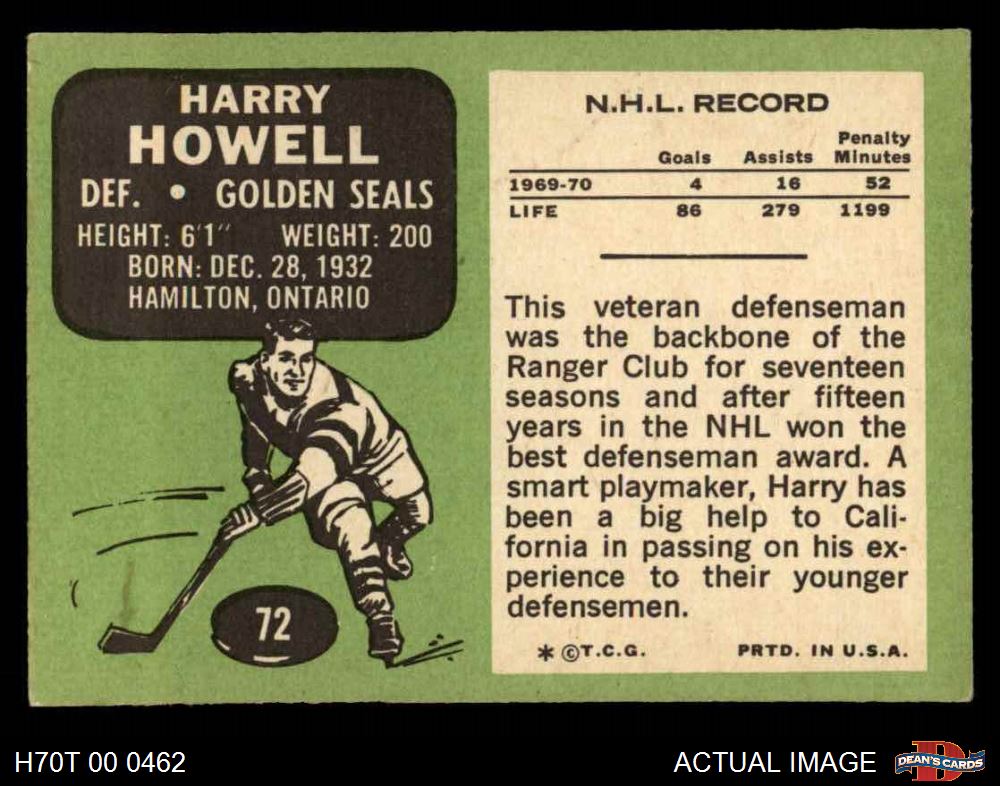 HARRY
HOWELL
DEF. • GOLDEN SEALS
HEIGHT: 6'1" WEIGHT: 200
BORN: DEC. 28, 1932
HAMILTON, ONTARIO
72
N.H.L. RECORD
Goals Assists Penalty Minutes
1969-70 4 16 52
LIFE 86 279 1199
This veteran defenseman
was the backbone of the
Ranger Club for seventeen
seasons and after fifteen
years in the NHL won the
best defenseman award. A
smart playmaker, Harry has
been a big help to Cali-
fornia in passing on his ex-
perience to their younger
defensemen.
* ©T.C.G. PRTD. IN U.S.A.
H70T 00 0462
ACTUAL IMAGE
D
DEAN'S CARDS